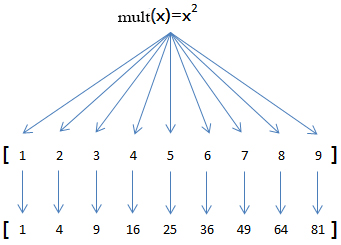 mult(x)=x²
[ 1 2 3 4 5 6 7 8 9 ]
[ 1 4 9 16 25 36 49 64 81 ]